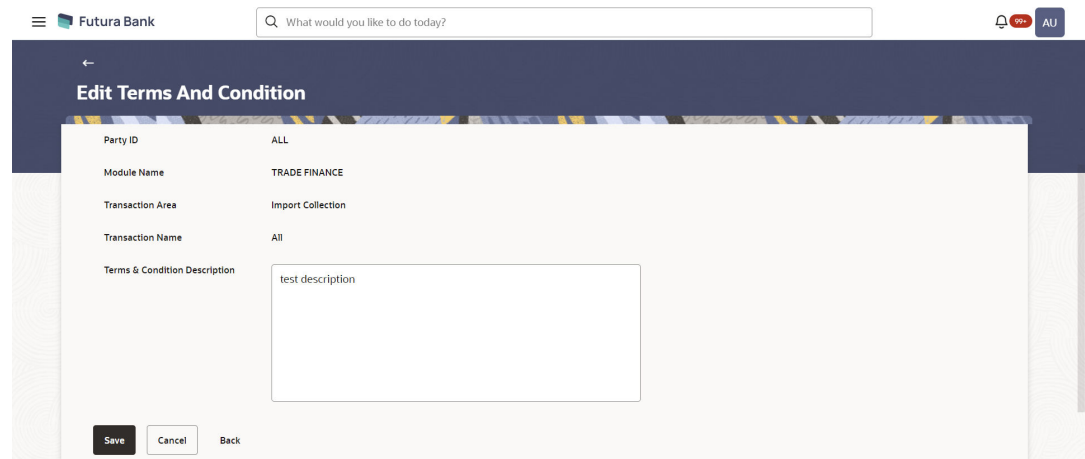 Futura Bank
What would you like to do today?
99+
AU
Edit Terms And Condition
Party ID ALL
Module Name TRADE FINANCE
Transaction Area Import Collection
Transaction Name All
Terms & Condition Description test description
Save Cancel Back